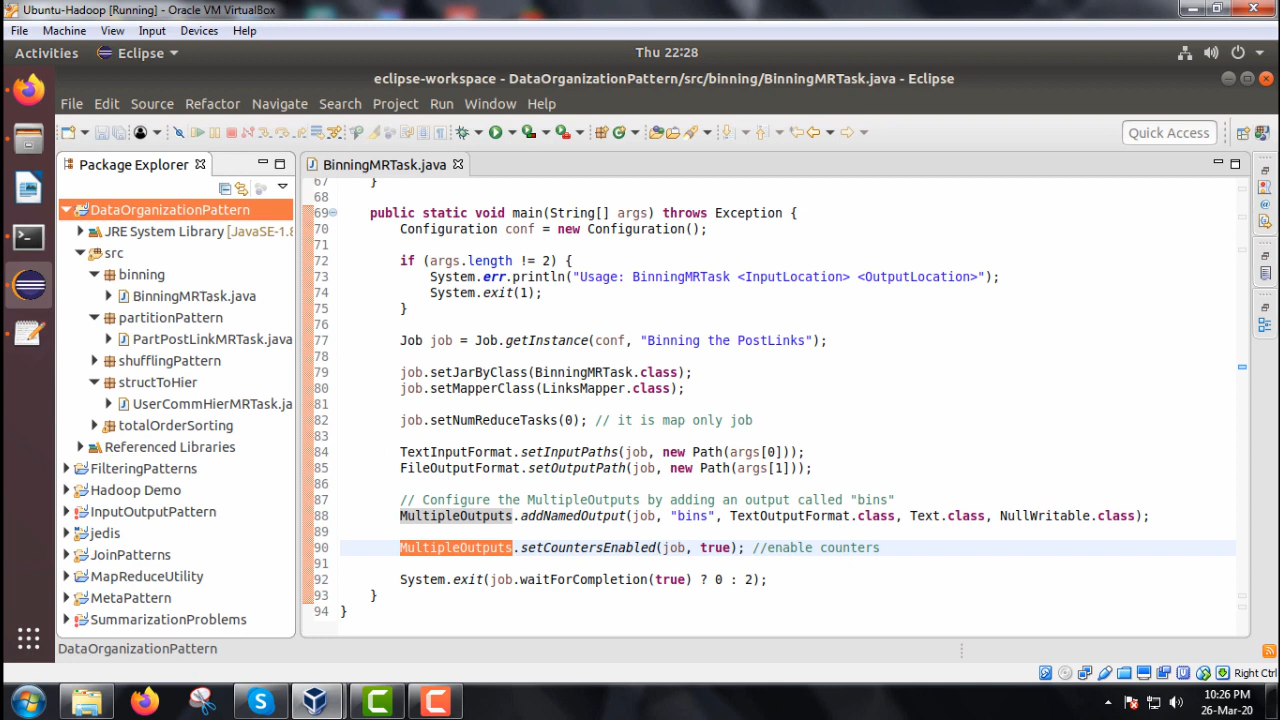 Ubuntu-Hadoop [Running] - Oracle VM VirtualBox
File Machine View Input Devices Help
Activities Eclipse Thu 22:28
eclipse-workspace - DataOrganizationPattern/src/binning/BinningMRTask.java - Eclipse
File Edit Source Refactor Navigate Search Project Run Window Help
Quick Access
Package Explorer
DataOrganizationPattern
JRE System Library [JavaSE-1.8
src
binning
BinningMRTask.java
partitionPattern
PartPostLinkMRTask.java
shufflingPattern
structToHier
UserCommHierMRTask.ja
totalOrderSorting
Referenced Libraries
FilteringPatterns
Hadoop Demo
InputOutputPattern
jedis
JoinPatterns
MapReduceUtility
MetaPattern
SummarizationProblems
BinningMRTask.java
67 }
68
69 public static void main(String[] args) throws Exception {
70 Configuration conf = new Configuration();
71
72 if (args.length != 2) {
73 System.err.println("Usage: BinningMRTask <InputLocation> <OutputLocation>");
74 System.exit(1);
75 }
76
77 Job job = Job.getInstance(conf, "Binning the PostLinks");
78
79 job.setJarByClass(BinningMRTask.class);
80 job.setMapperClass(LinksMapper.class);
81
82 job.setNumReduceTasks(0); // it is map only job
83
84 TextInputFormat.setInputPaths(job, new Path(args[0]));
85 FileOutputFormat.setOutputPath(job, new Path(args[1]));
86
87 // Configure the MultipleOutputs by adding an output called "bins"
88 MultipleOutputs.addNamedOutput(job, "bins", TextOutputFormat.class, Text.class, NullWritable.class);
89
90 MultipleOutputs.setCountersEnabled(job, true); //enable counters
91
92 System.exit(job.waitForCompletion(true) ? 0 : 2);
93 }
94 }
DataOrganizationPattern
Right Ctrl
10:26 PM
26-Mar-20